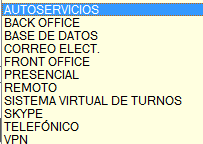 AUTOSERVICIOS
BACK OFFICE
BASE DE DATOS
CORREO ELECT.
FRONT OFFICE
PRESENCIAL
REMOTO
SISTEMA VIRTUAL DE TURNOS
SKYPE
TELEFÓNICO
VPN